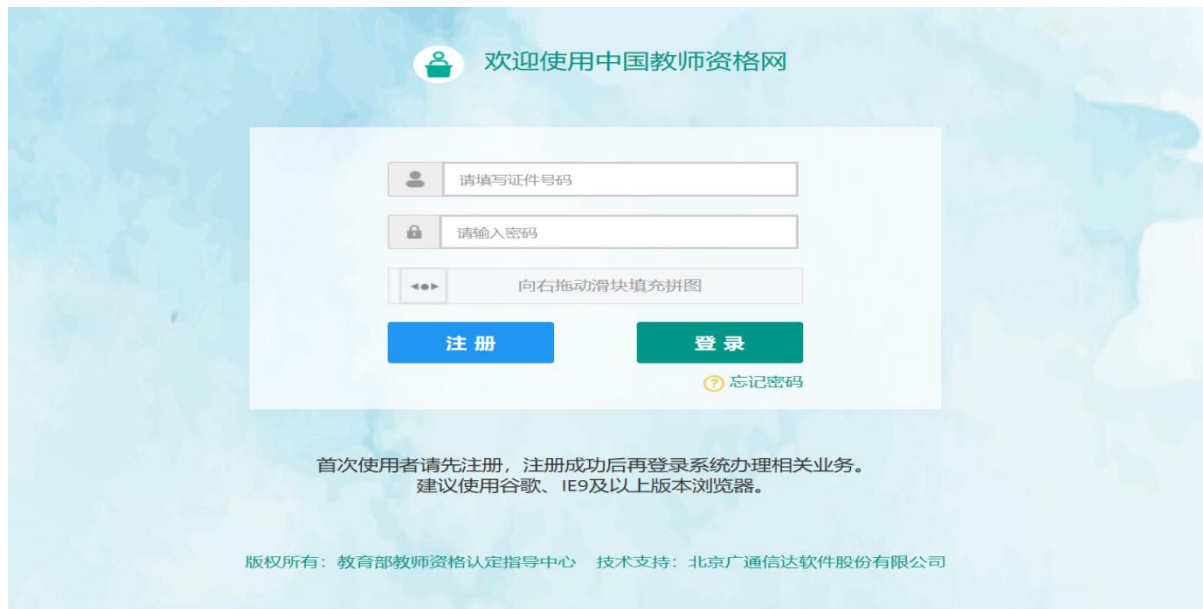 欢迎使用中国教师资格网
请填写证件号码
请输入密码
向右拖动滑块填充拼图
注 册 登 录
? 忘记密码
首次使用者请先注册，注册成功后再登录系统办理相关业务。
建议使用谷歌、IE9及以上版本浏览器。
版权所有：教育部教师资格认定指导中心 技术支持：北京广通信达软件股份有限公司